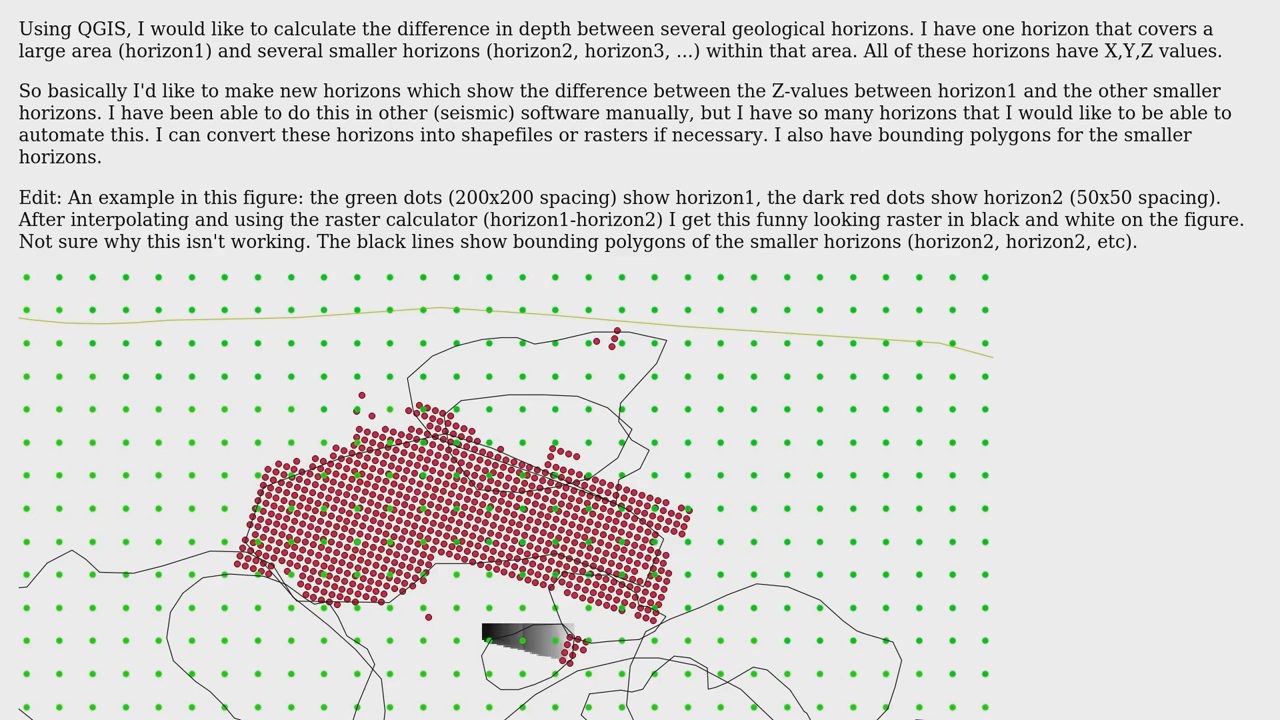 Using QGIS, I would like to calculate the difference in depth between several geological horizons. I have one horizon that covers a
large area (horizon1) and several smaller horizons (horizon2, horizon3, ...) within that area. All of these horizons have X,Y,Z values.
So basically I'd like to make new horizons which show the difference between the Z-values between horizon1 and the other smaller
horizons. I have been able to do this in other (seismic) software manually, but I have so many horizons that I would like to be able to
automate this. I can convert these horizons into shapefiles or rasters if necessary. I also have bounding polygons for the smaller
horizons.
Edit: An example in this figure: the green dots (200x200 spacing) show horizon1, the dark red dots show horizon2 (50x50 spacing).
After interpolating and using the raster calculator (horizon1-horizon2) I get this funny looking raster in black and white on the figure.
Not sure why this isn't working. The black lines show bounding polygons of the smaller horizons (horizon2, horizon2, etc).